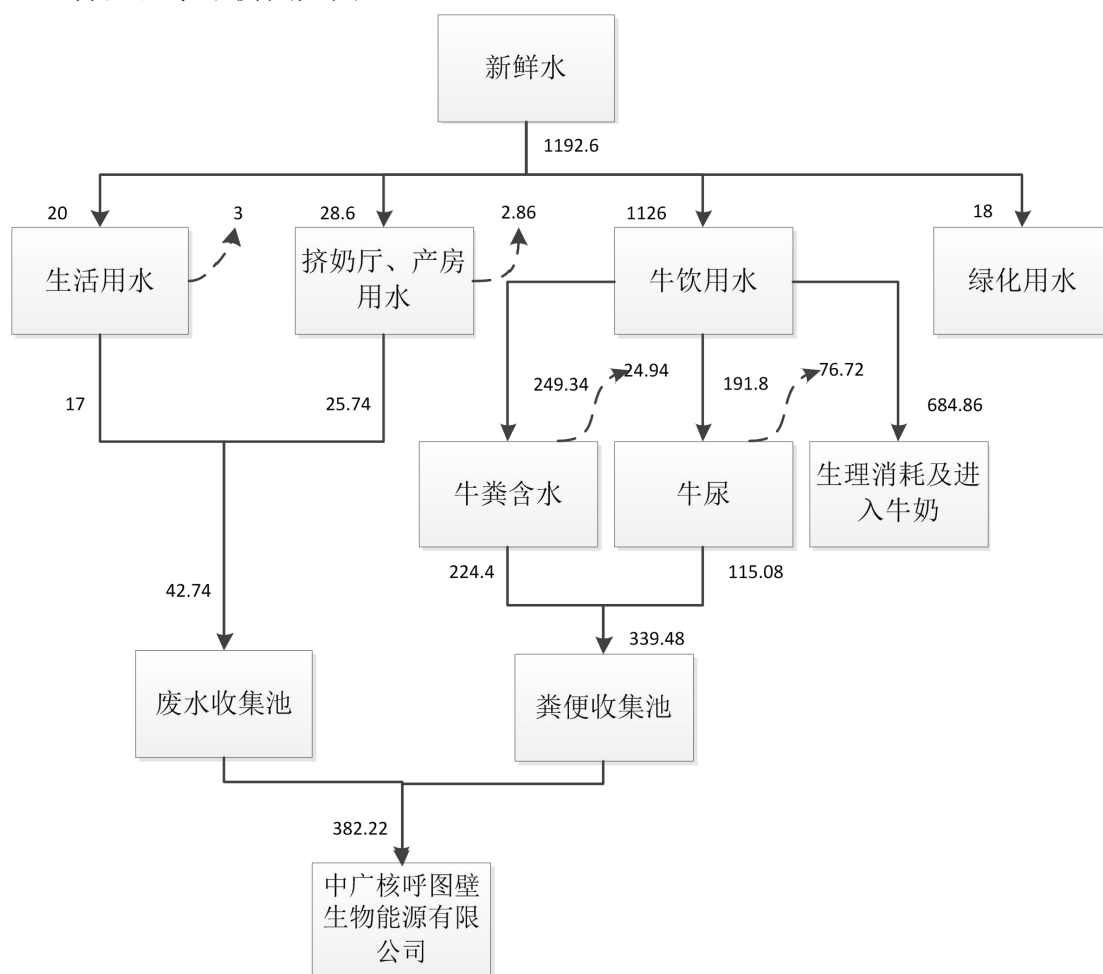 新鲜水
1192.6
20
3
28.6
2.86
1126
18
生活用水
挤奶厅、产房
用水
牛饮用水
绿化用水
17
25.74
249.34
24.94
191.8
76.72
684.86
牛粪含水
牛尿
生理消耗及进
入牛奶
224.4
115.08
42.74
339.48
废水收集池
粪便收集池
382.22
中广核呼图壁
生物能源有限
公司